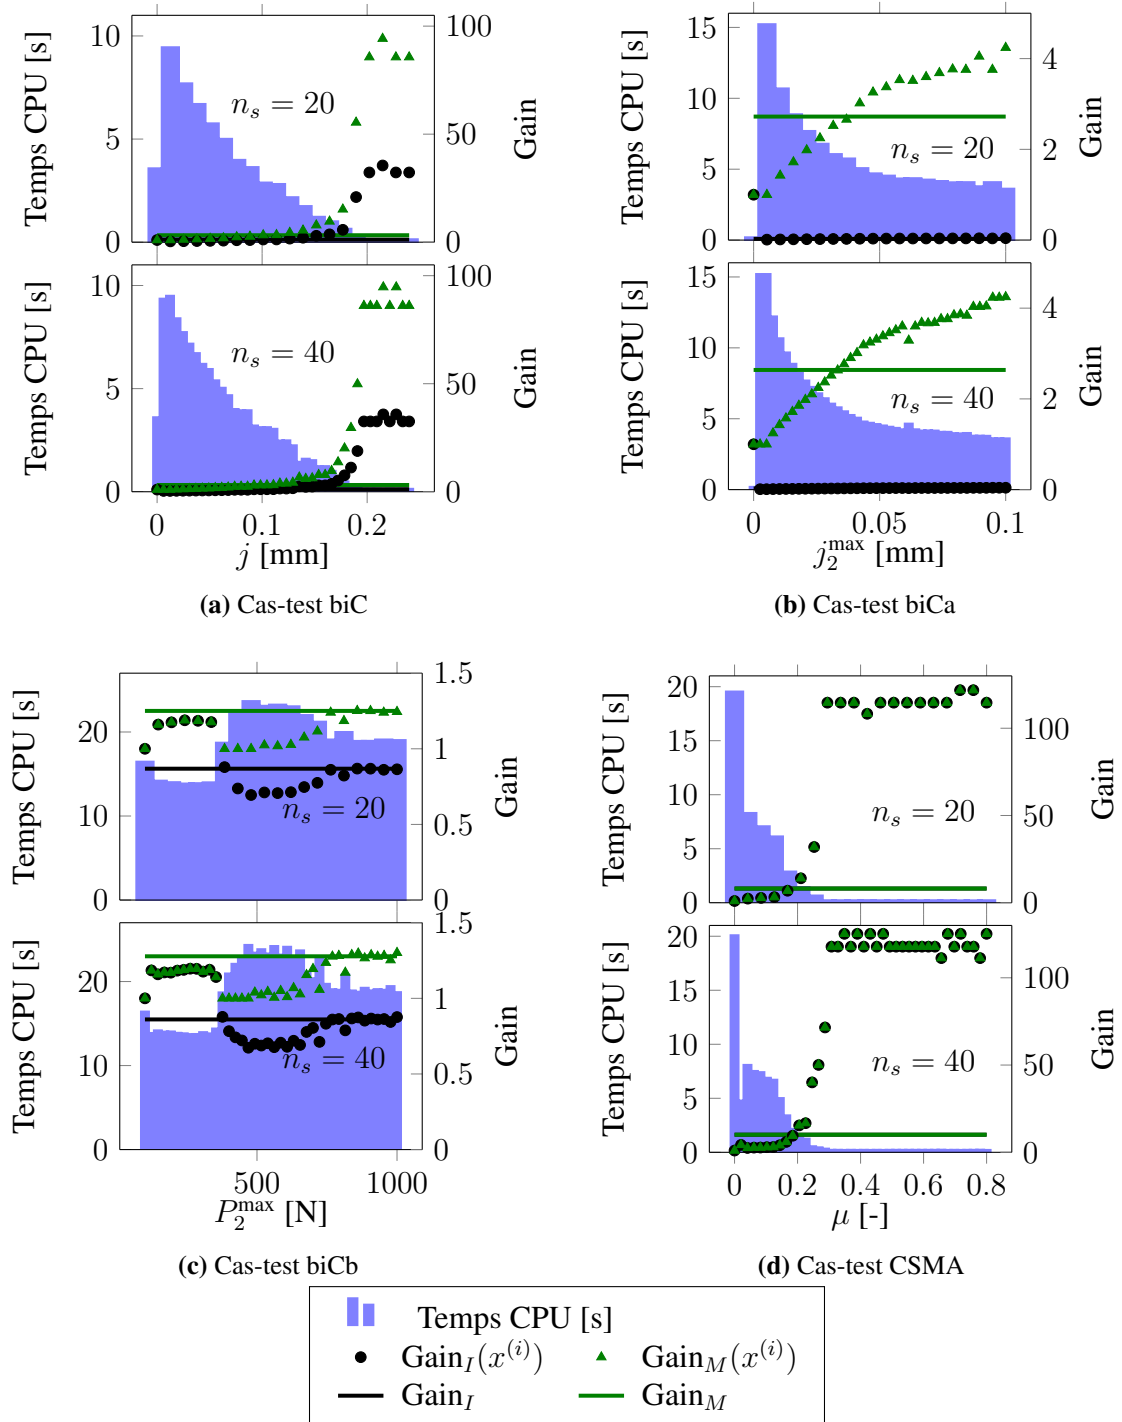 Temps CPU [s]
10
5
0
n_s = 20
100
50
0
Gain
Temps CPU [s]
10
5
0
n_s = 40
100
50
0
Gain
0 0.1 0.2
j [mm]
(a) Cas-test biC
Temps CPU [s]
15
10
5
0
n_s = 20
4
2
0
Gain
Temps CPU [s]
15
10
5
0
n_s = 40
4
2
0
Gain
0 0.05 0.1
j_2^max [mm]
(b) Cas-test biCa
Temps CPU [s]
20
10
0
n_s = 20
1.5
1
0.5
0
Gain
Temps CPU [s]
20
10
0
n_s = 40
1.5
1
0.5
0
Gain
500 1000
P_2^max [N]
(c) Cas-test biCb
Temps CPU [s]
20
15
10
5
0
n_s = 20
100
50
0
Gain
Temps CPU [s]
20
15
10
5
0
n_s = 40
100
50
0
Gain
0 0.2 0.4 0.6 0.8
μ [-]
(d) Cas-test CSMA
Temps CPU [s]
Gain_I(x^(i)) Gain_M(x^(i))
Gain_I Gain_M